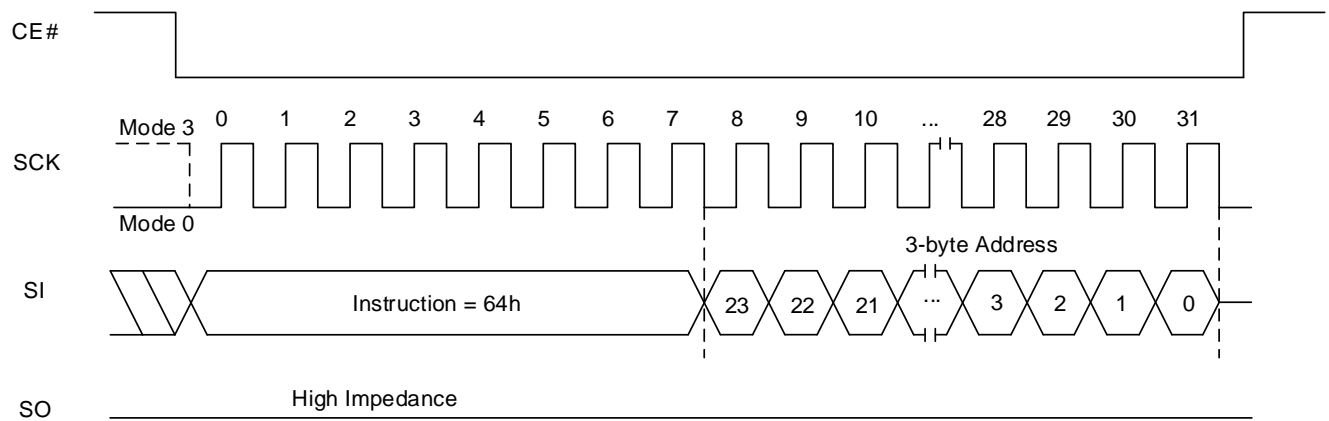 CE#
Mode 3 0 1 2 3 4 5 6 7 8 9 10 ... 28 29 30 31
SCK
Mode 0
3-byte Address
SI
Instruction = 64h 23 22 21 ... 3 2 1 0
High Impedance
SO